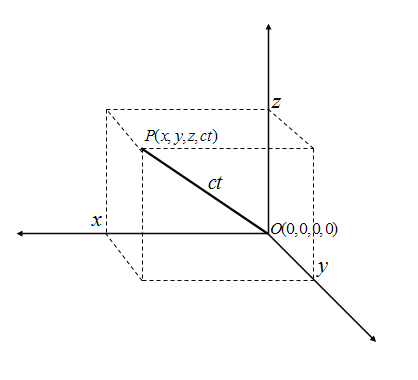 z
P(x, y, z, ct)
ct
x
O(0,0,0,0)
y